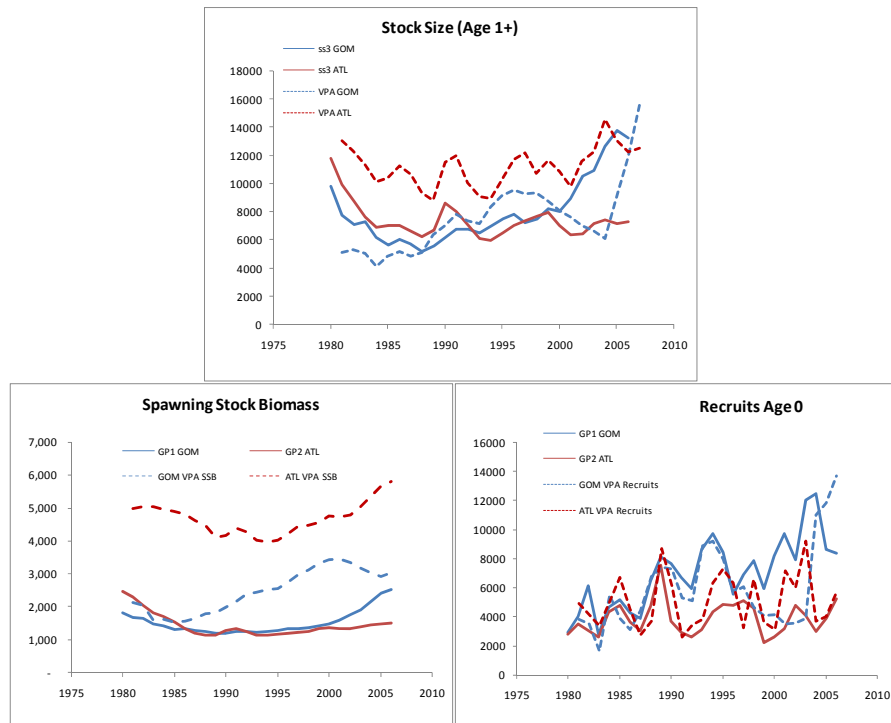 Stock Size (Age 1+)
ss3 GOM
ss3 ATL
VPA GOM
VPA ATL
18000
16000
14000
12000
10000
8000
6000
4000
2000
0
1975 1980 1985 1990 1995 2000 2005 2010
Spawning Stock Biomass
GP1 GOM GP2 ATL
GOM VPA SSB ATL VPA SSB
7,000
6,000
5,000
4,000
3,000
2,000
1,000
-
1975 1980 1985 1990 1995 2000 2005 2010
Recruits Age 0
GP1 GOM
GP2 ATL
GOM VPA Recruits
ATL VPA Recruits
16000
14000
12000
10000
8000
6000
4000
2000
0
1975 1980 1985 1990 1995 2000 2005 2010